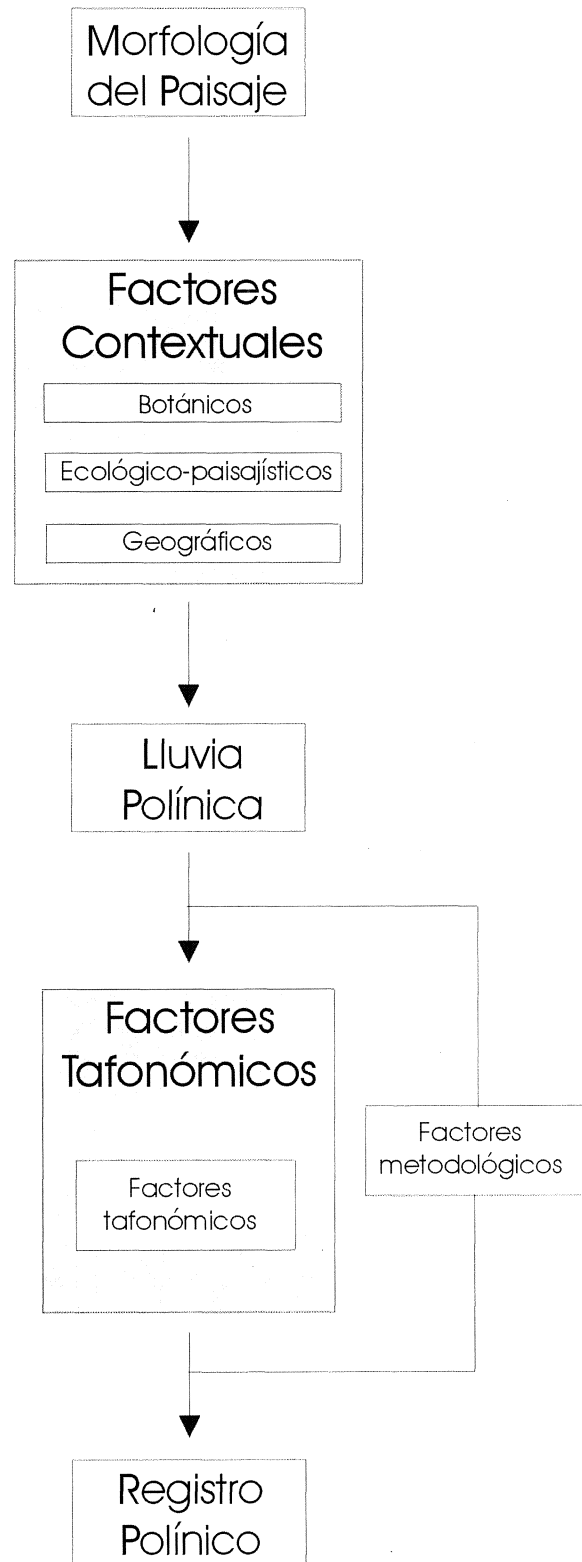 Morfología
del Paisaje
Factores
Contextuales
Botánicos
Ecológico-paisajísticos
Geográficos
Lluvia
Polínica
Factores
Tafonómicos
Factores
tafonómicos
Factores
metodológicos
Registro
Polínico